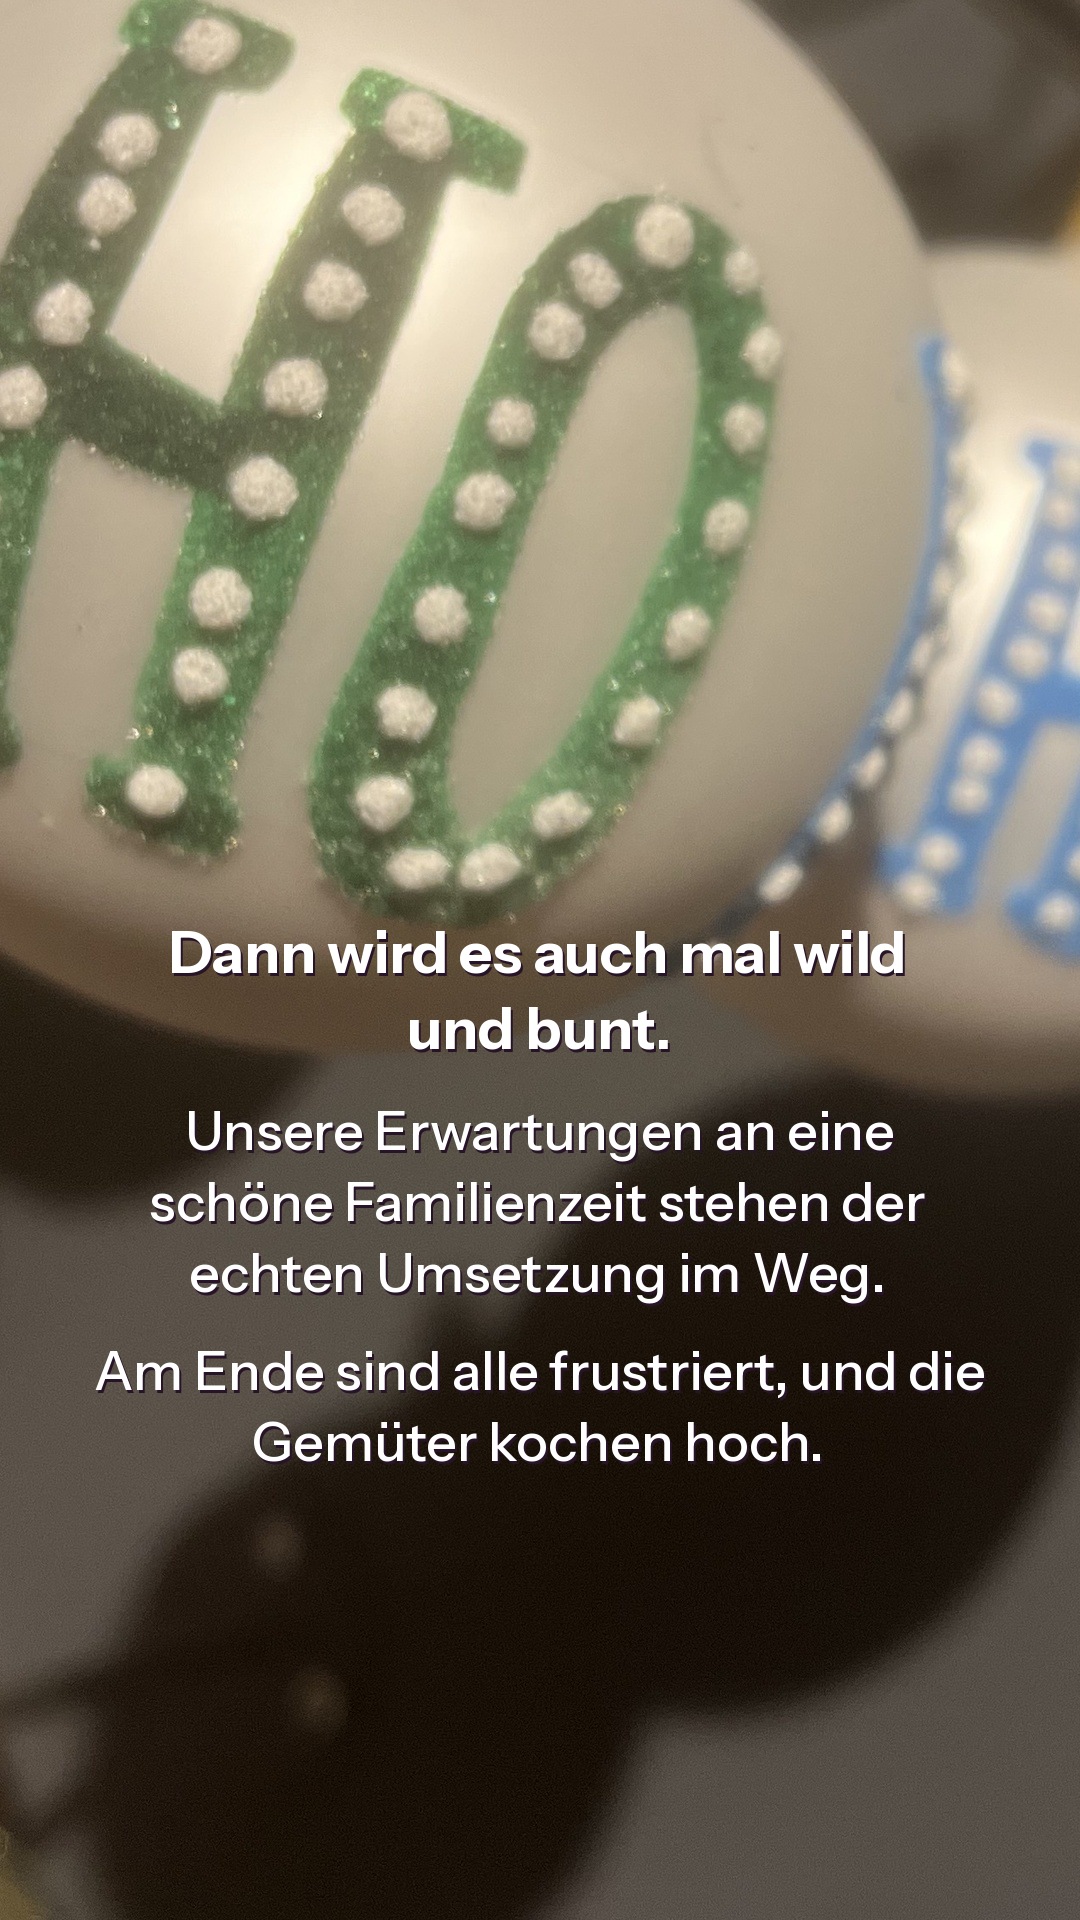 HO
Dann wird es auch mal wild
und bunt.
Unsere Erwartungen an eine
schöne Familienzeit stehen der
echten Umsetzung im Weg.
Am Ende sind alle frustriert, und die
Gemüter kochen hoch.